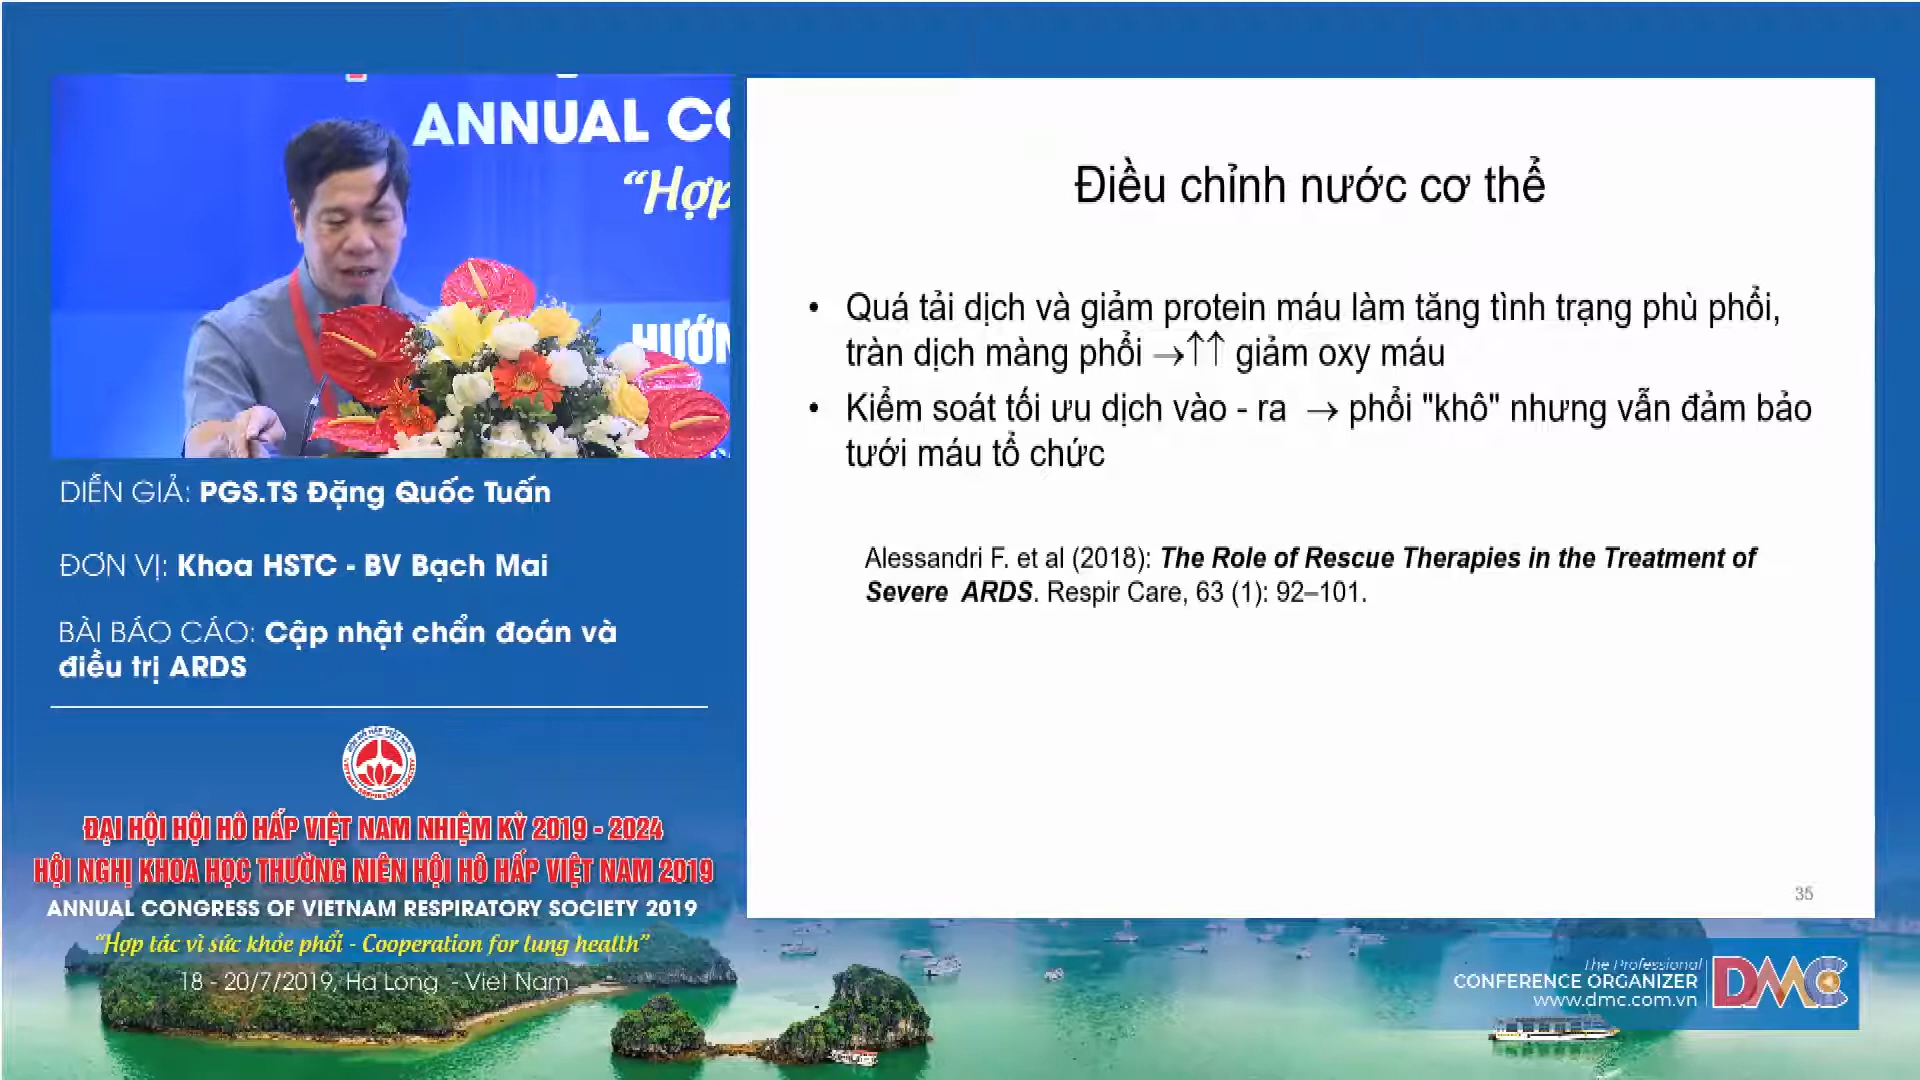 ANNUAL CO
“Hợp
HƯỚN
DIỄN GIẢ: PGS.TS Đặng Quốc Tuấn
ĐƠN VỊ: Khoa HSTC - BV Bạch Mai
BÀI BÁO CÁO: Cập nhật chẩn đoán và
điều trị ARDS
ĐẠI HỘI HỘI HÔ HẤP VIỆT NAM NHIỆM KỲ 2019 - 2024
HỘI NGHỊ KHOA HỌC THƯỜNG NIÊN HỘI HÔ HẤP VIỆT NAM 2019
ANNUAL CONGRESS OF VIETNAM RESPIRATORY SOCIETY 2019
“Hợp tác vì sức khỏe phổi - Cooperation for lung health”
18 - 20/7/2019, Ha Long - Viet Nam
Điều chỉnh nước cơ thể
• Quá tải dịch và giảm protein máu làm tăng tình trạng phù phổi,
tràn dịch màng phổi →↑↑ giảm oxy máu
• Kiểm soát tối ưu dịch vào - ra → phổi "khô" nhưng vẫn đảm bảo
tưới máu tổ chức
Alessandri F. et al (2018): The Role of Rescue Therapies in the Treatment of
Severe ARDS. Respir Care, 63 (1): 92–101.
35
The Professional
CONFERENCE ORGANIZER
www.dmc.com.vn
DMC